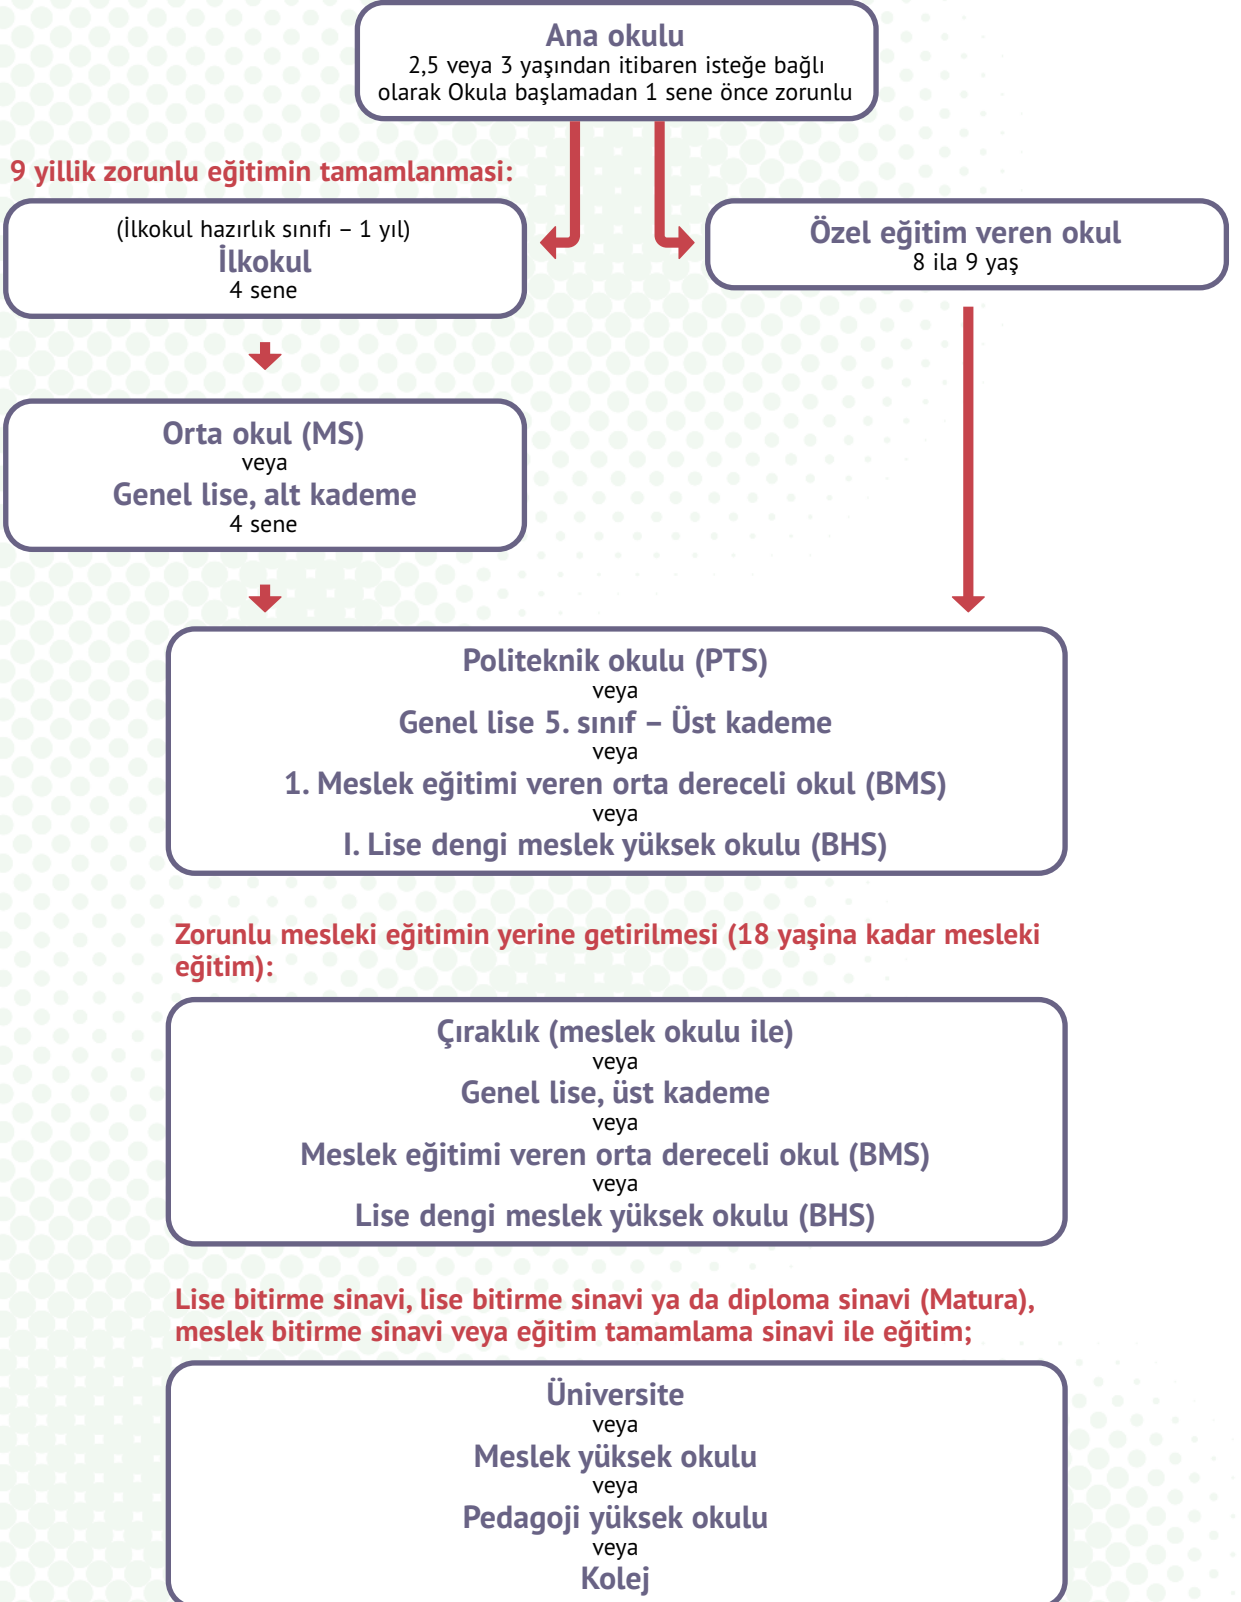 Ana okulu
2,5 veya 3 yaşından itibaren isteğe bağlı
olarak Okula başlamadan 1 sene önce zorunlu
9 yillik zorunlu eğitimin tamamlanmasi:
(İlkokul hazırlık sınıfı – 1 yıl)
İlkokul
4 sene
Özel eğitim veren okul
8 ila 9 yaş
Orta okul (MS)
veya
Genel lise, alt kademe
4 sene
Politeknik okulu (PTS)
veya
Genel lise 5. sınıf – Üst kademe
veya
1. Meslek eğitimi veren orta dereceli okul (BMS)
veya
I. Lise dengi meslek yüksek okulu (BHS)
Zorunlu mesleki eğitimin yerine getirilmesi (18 yaşina kadar mesleki
eğitim):
Çıraklık (meslek okulu ile)
veya
Genel lise, üst kademe
veya
Meslek eğitimi veren orta dereceli okul (BMS)
veya
Lise dengi meslek yüksek okulu (BHS)
Lise bitirme sinavi, lise bitirme sinavi ya da diploma sinavi (Matura),
meslek bitirme sinavi veya eğitim tamamlama sinavi ile eğitim;
Üniversite
veya
Meslek yüksek okulu
veya
Pedagoji yüksek okulu
veya
Kolej